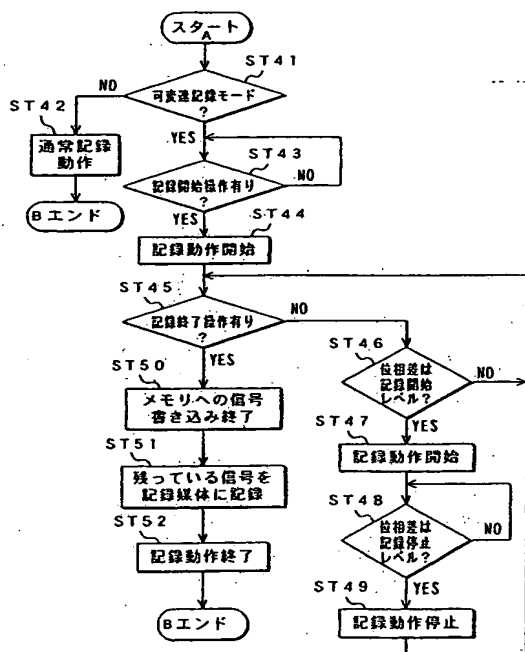 スタート
A
ST41
可変速記録モード
?
NO
YES
ST42
通常記録
動作
Bエンド
ST43
記録開始操作有り
?
NO
YES
ST44
記録動作開始
ST45
記録終了操作有り
?
NO
YES
ST46
位相差は
記録開始
レベル?
NO
YES
ST47
記録動作開始
ST48
位相差は
記録停止
レベル?
NO
YES
ST49
記録動作停止
ST50
メモリへの信号
書き込み終了
ST51
残っている信号を
記録媒体に記録
ST52
記録動作終了
Bエンド